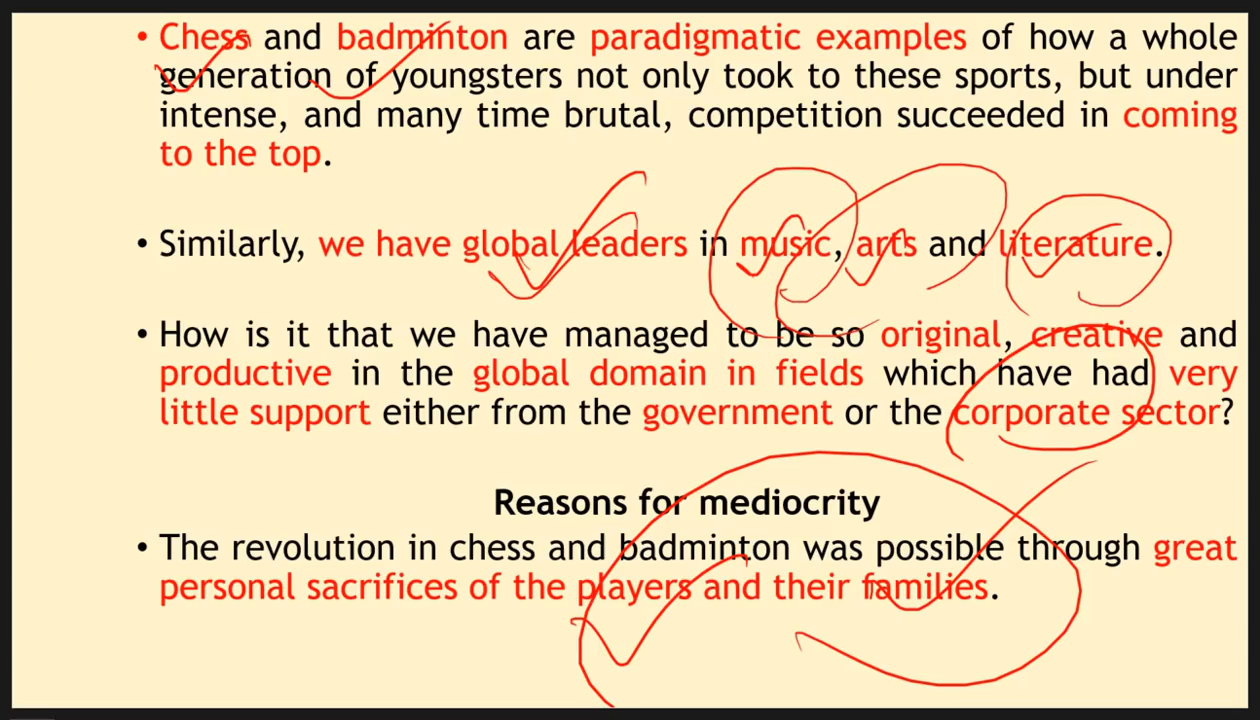 • Chess and badminton are paradigmatic examples of how a whole
generation of youngsters not only took to these sports, but under
intense, and many time brutal, competition succeeded in coming
to the top.
• Similarly, we have global leaders in music, arts and literature.
• How is it that we have managed to be so original, creative and
productive in the global domain in fields which have had very
little support either from the government or the corporate sector?
Reasons for mediocrity
• The revolution in chess and badminton was possible through great
personal sacrifices of the players and their families.